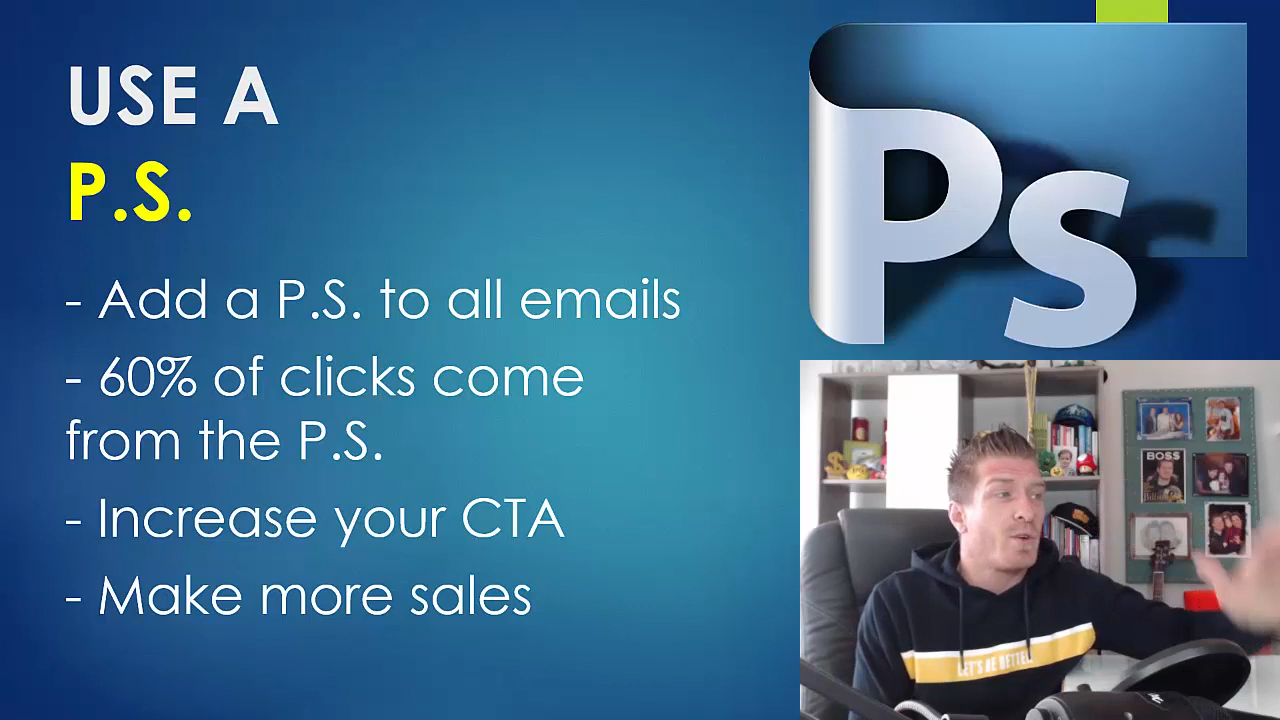 USE A
P.S.
- Add a P.S. to all emails
- 60% of clicks come
from the P.S.
- Increase your CTA
- Make more sales
Ps
BOSS
LET'S BE BETTER